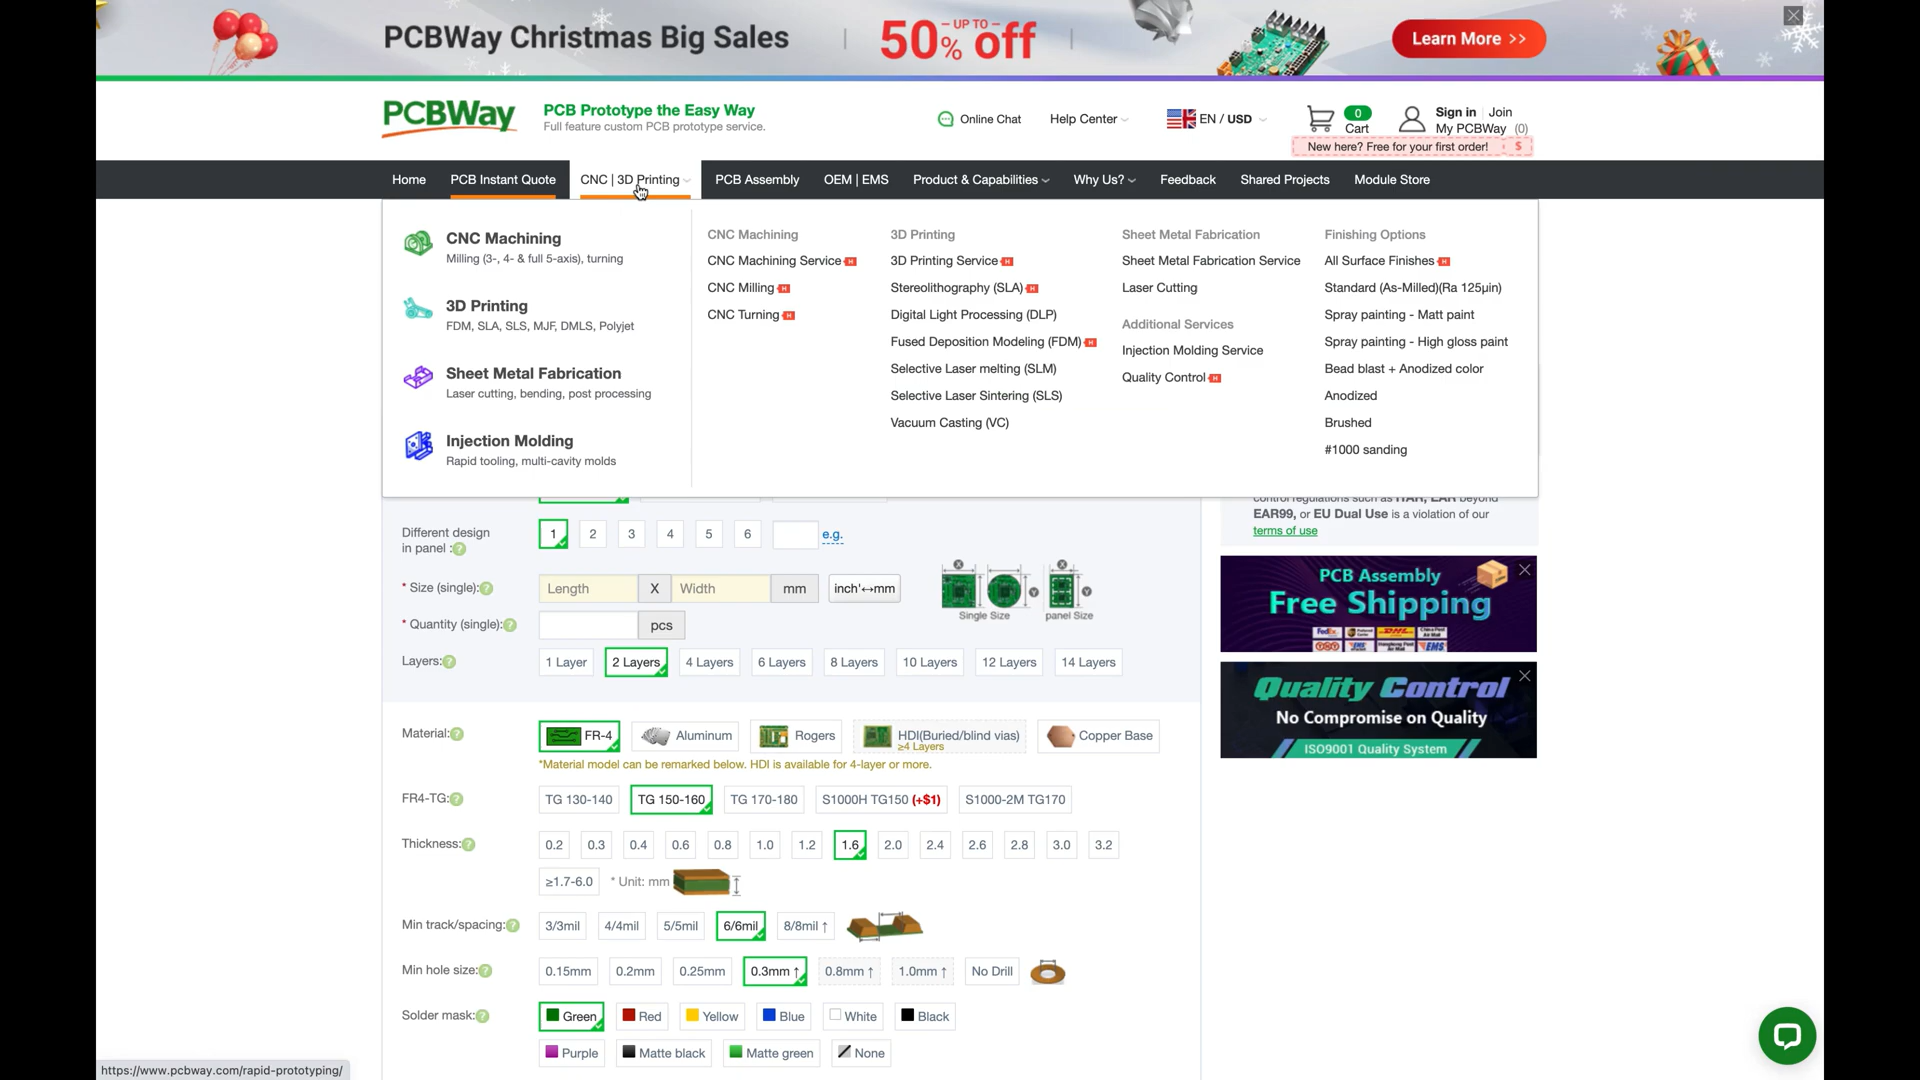 PCBWay Christmas Big Sales
UP TO
50% off
Learn More >>
PCBWay
PCB Prototype the Easy Way
Full feature custom PCB prototype service.
Online Chat
Help Center
EN / USD
0
Cart
Sign in
Join
My PCBWay (0)
New here? Free for your first order! $
Home
PCB Instant Quote
CNC | 3D Printing
PCB Assembly
OEM | EMS
Product & Capabilities
Why Us?
Feedback
Shared Projects
Module Store
CNC Machining
Milling (3-, 4- & full 5-axis), turning
3D Printing
FDM, SLA, SLS, MJF, DMLS, Polyjet
Sheet Metal Fabrication
Laser cutting, bending, post processing
Injection Molding
Rapid tooling, multi-cavity molds
CNC Machining
CNC Machining Service H
CNC Milling H
CNC Turning H
3D Printing
3D Printing Service H
Stereolithography (SLA) H
Digital Light Processing (DLP)
Fused Deposition Modeling (FDM) H
Selective Laser melting (SLM)
Selective Laser Sintering (SLS)
Vacuum Casting (VC)
Sheet Metal Fabrication
Sheet Metal Fabrication Service
Laser Cutting
Additional Services
Injection Molding Service
Quality Control H
Finishing Options
All Surface Finishes H
Standard (As-Milled)(Ra 125µin)
Spray painting - Matt paint
Spray painting - High gloss paint
Bead blast + Anodized color
Anodized
Brushed
#1000 sanding
control regulations such as ITAR, EAR beyond
EAR99, or EU Dual Use is a violation of our
terms of use
Different design
in panel :?
1 2 3 4 5 6 e.g.
* Size (single):? Length X Width mm inch'↔mm
X X
Y Y
Single Size panel Size
* Quantity (single):? pcs
Layers:? 1 Layer 2 Layers 4 Layers 6 Layers 8 Layers 10 Layers 12 Layers 14 Layers
Material:? FR-4 Aluminum Rogers HDI(Buried/blind vias) Copper Base
≥4 Layers
*Material model can be remarked below. HDI is available for 4-layer or more.
FR4-TG:? TG 130-140 TG 150-160 TG 170-180 S1000H TG150 (+$1) S1000-2M TG170
Thickness:? 0.2 0.3 0.4 0.6 0.8 1.0 1.2 1.6 2.0 2.4 2.6 2.8 3.0 3.2
≥1.7-6.0 * Unit: mm
Min track/spacing:? 3/3mil 4/4mil 5/5mil 6/6mil 8/8mil ↑
Min hole size:? 0.15mm 0.2mm 0.25mm 0.3mm ↑ 0.8mm ↑ 1.0mm ↑ No Drill
Solder mask:? Green Red Yellow Blue White Black
Purple Matte black Matte green None
PCB Assembly
Free Shipping
FedEx DHL
EMS
Quality Control
No Compromise on Quality
ISO9001 Quality System
https://www.pcbway.com/rapid-prototyping/